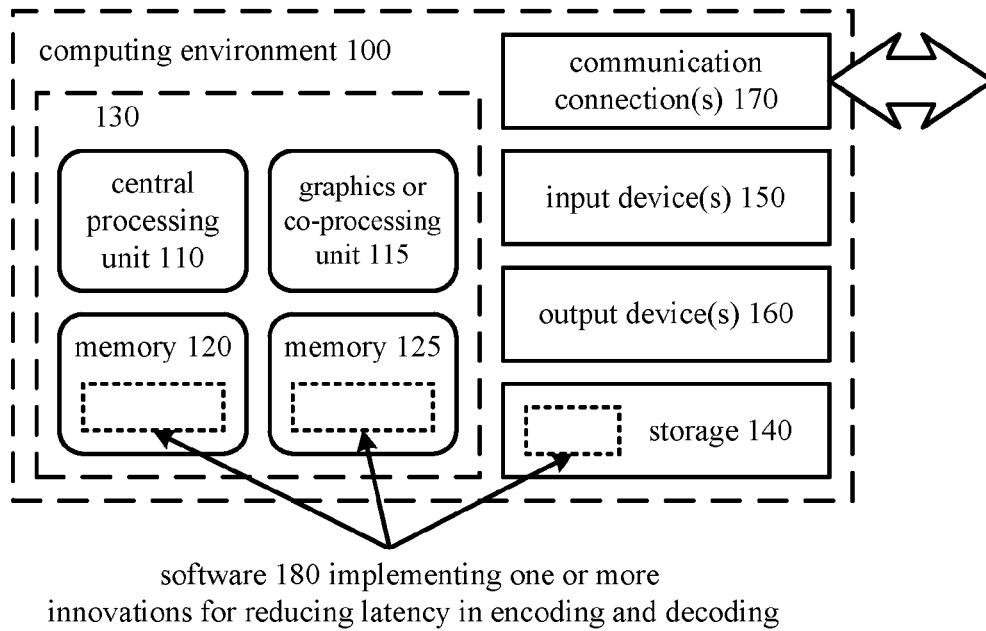 computing environment 100
130
central
processing
unit 110
graphics or
co-processing
unit 115
memory 120
memory 125
communication
connection(s) 170
input device(s) 150
output device(s) 160
storage 140
software 180 implementing one or more
innovations for reducing latency in encoding and decoding